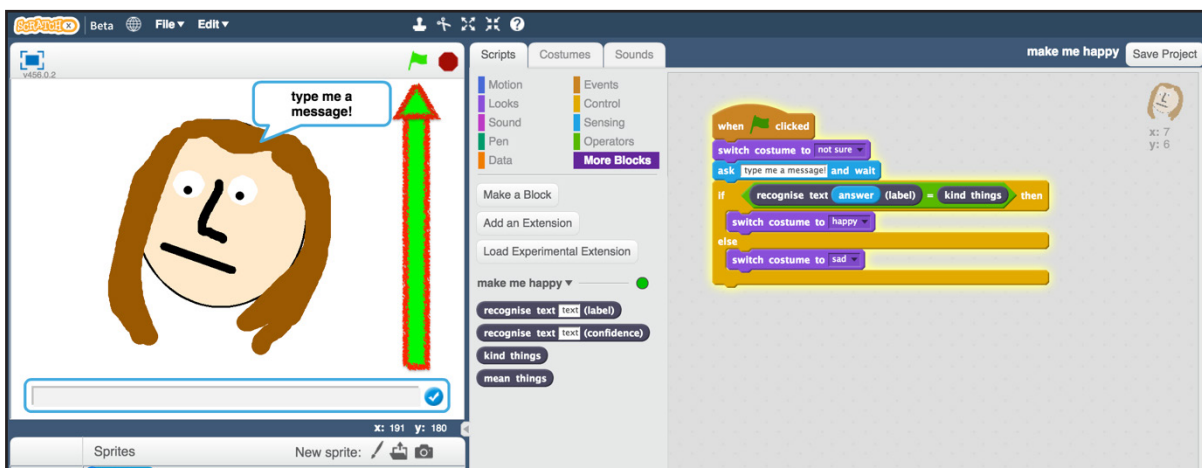 SCRATCHX Beta File Edit
v456.0.2
type me a
message!
x: 191 y: 180
Sprites New sprite:
Scripts Costumes Sounds
Motion Events
Looks Control
Sound Sensing
Pen Operators
Data More Blocks
Make a Block
Add an Extension
Load Experimental Extension
make me happy
recognise text text (label)
recognise text text (confidence)
kind things
mean things
make me happy Save Project
when clicked
switch costume to not sure
ask type me a message! and wait
if recognise text answer (label) = kind things then
switch costume to happy
else
switch costume to sad
x: 7
y: 6